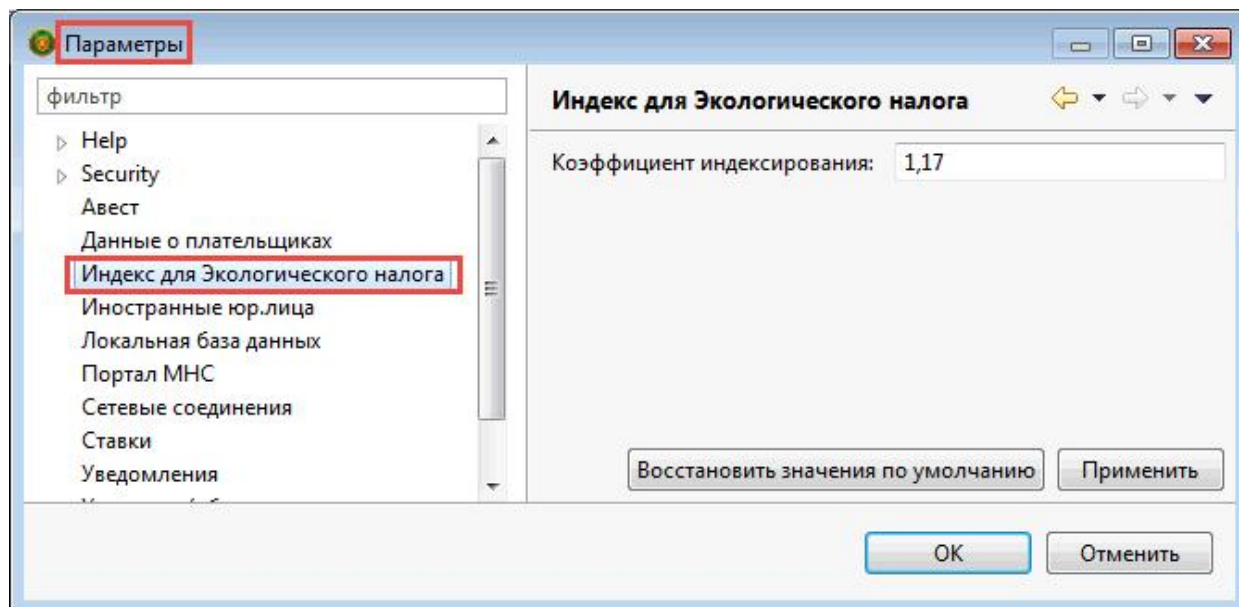 Параметры
фильтр
Help
Security
Авест
Данные о плательщиках
Индекс для Экологического налога
Иностранные юр.лица
Локальная база данных
Портал МНС
Сетевые соединения
Ставки
Уведомления
Индекс для Экологического налога
Коэффициент индексирования: 1,17
Восстановить значения по умолчанию Применить
OK Отменить